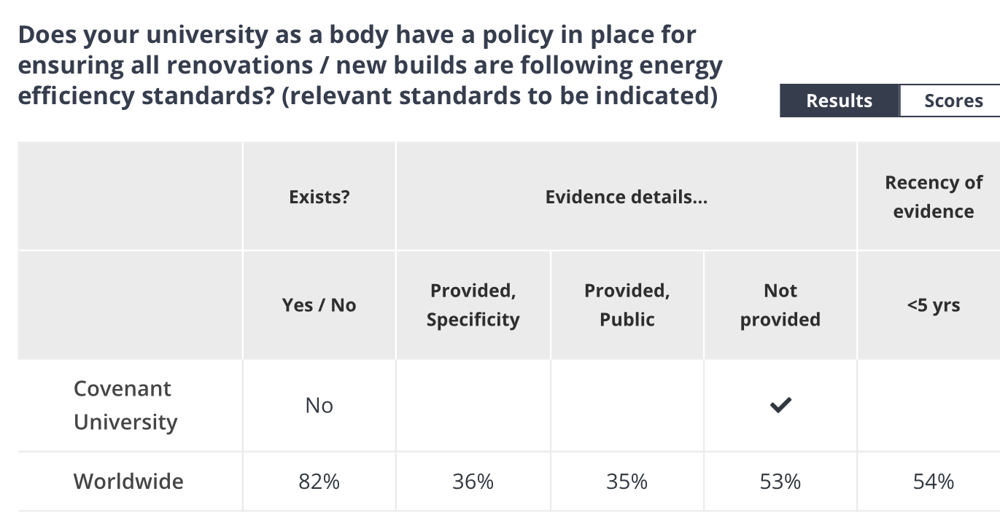 Does your university as a body have a policy in place for
ensuring all renovations / new builds are following energy
efficiency standards? (relevant standards to be indicated)
Results
Scores
Exists?
Evidence details...
Recency of
evidence
Yes / No
Provided,
Specificity
Provided,
Public
Not
provided
<5 yrs
Covenant
University
No
Worldwide
82%
36%
35%
53%
54%